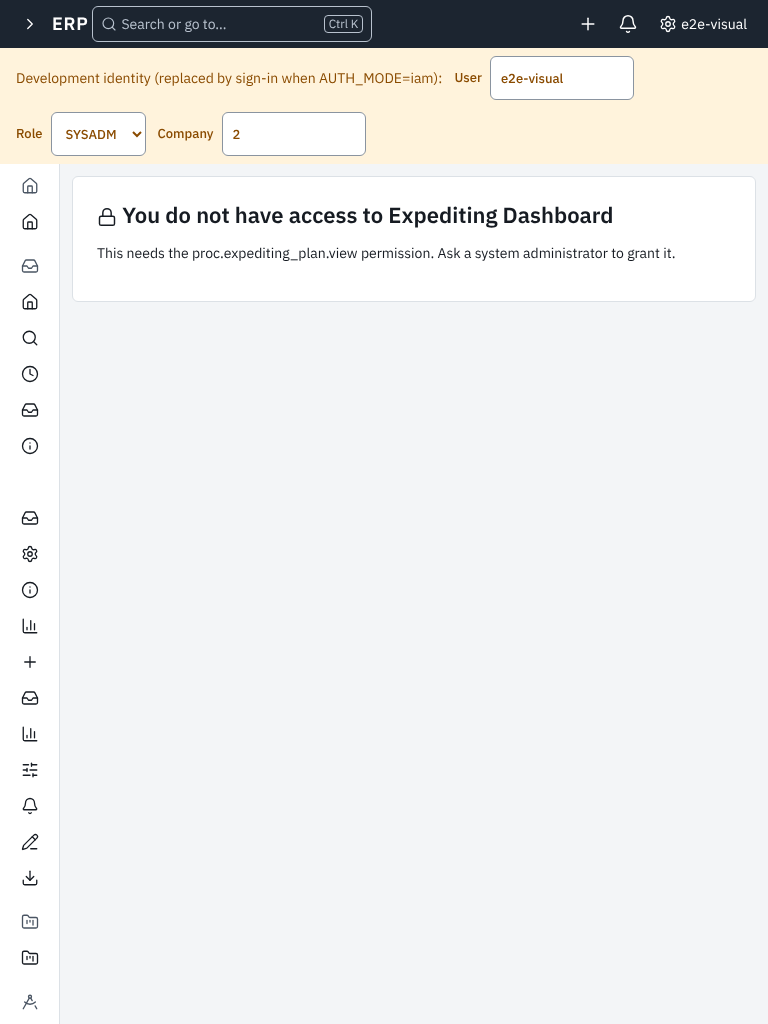 ERP
Search or go to...
Ctrl K
e2e-visual
Development identity (replaced by sign-in when AUTH_MODE=iam):
User
e2e-visual
Role
SYSADM
Company
2
You do not have access to Expediting Dashboard
This needs the proc.expediting_plan.view permission. Ask a system administrator to grant it.